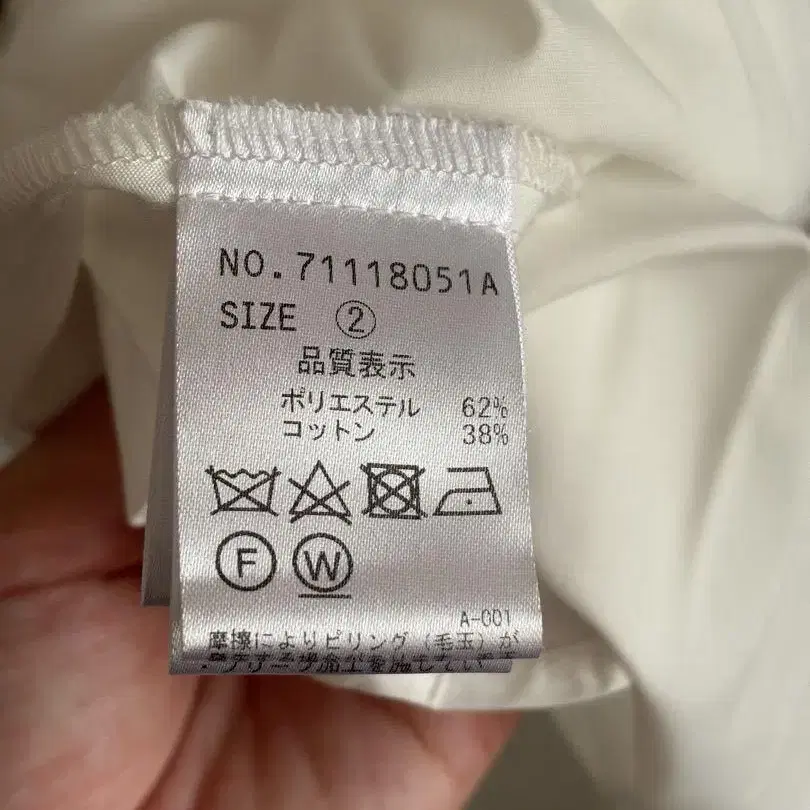 NO.71118051A
SIZE ②
品質表示
ポリエステル 62%
コットン 38%
F W
A-001
摩擦によりピリング(毛玉)が